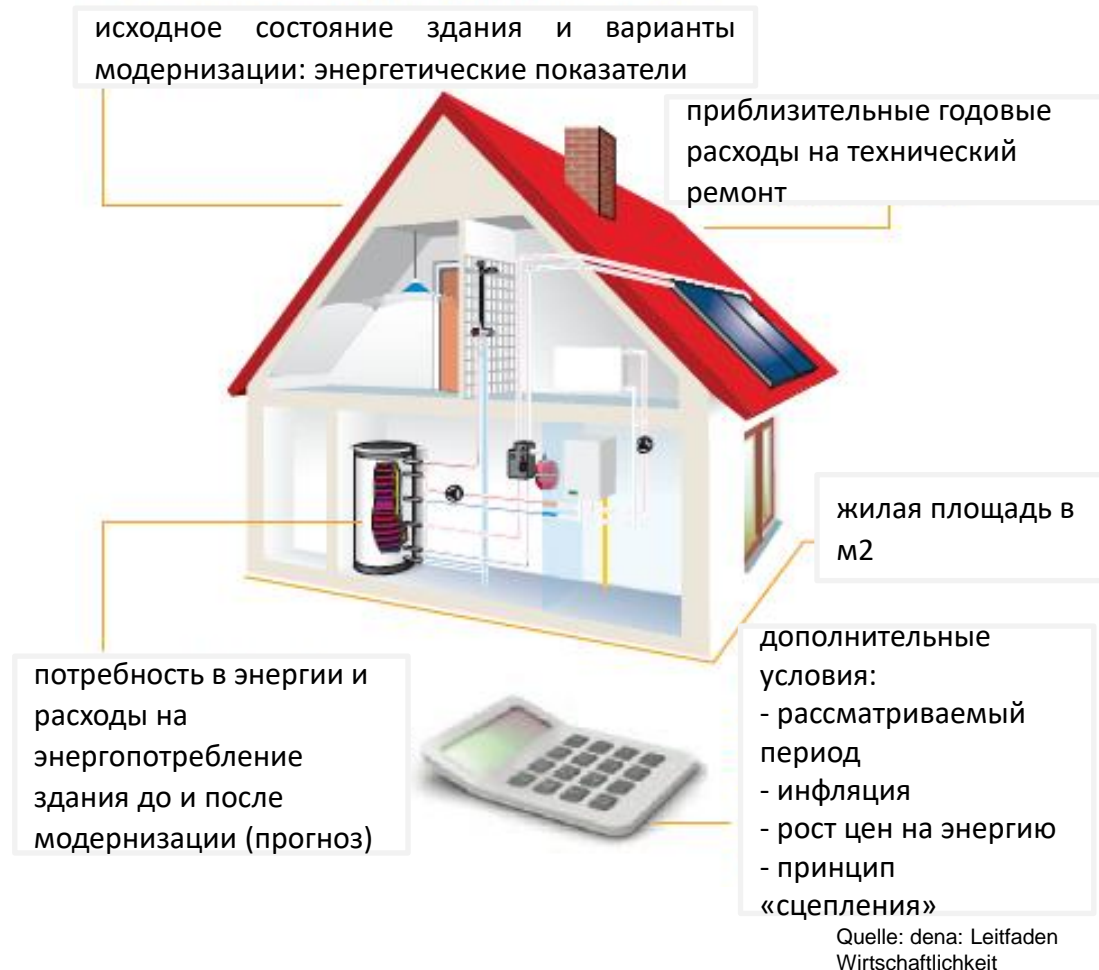 исходное состояние здания и варианты
модернизации: энергетические показатели
приблизительные годовые
расходы на технический
ремонт
жилая площадь в
м2
потребность в энергии и
расходы на
энергопотребление
здания до и после
модернизации (прогноз)
дополнительные
условия:
- рассматриваемый
период
- инфляция
- рост цен на энергию
- принцип
«сцепления»
Quelle: dena: Leitfaden
Wirtschaftlichkeit